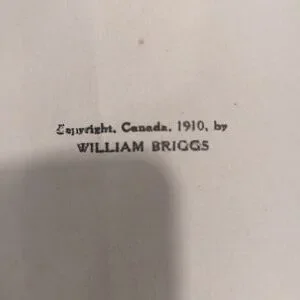 Copyright, Canada, 1910, by
WILLIAM BRIGGS